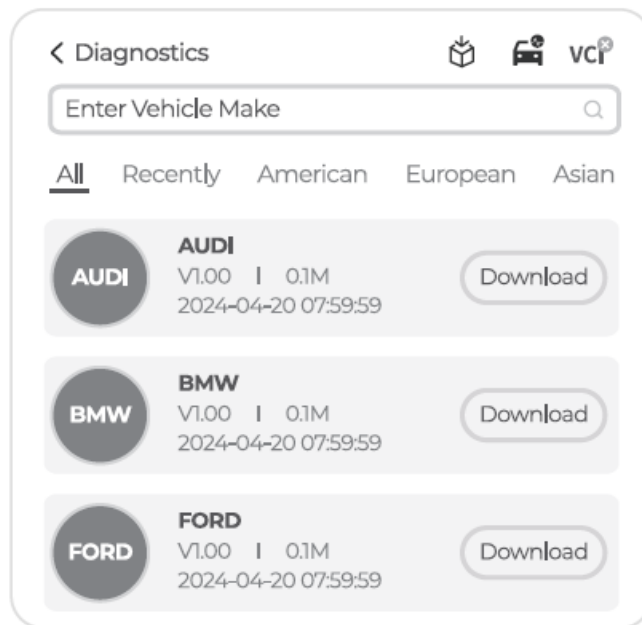 Diagnostics
VCI
Enter Vehicle Make
All Recently American European Asian
AUDI
AUDI
V1.00 | 0.1M
2024-04-20 07:59:59
Download
BMW
BMW
V1.00 | 0.1M
2024-04-20 07:59:59
Download
FORD
FORD
V1.00 | 0.1M
2024-04-20 07:59:59
Download